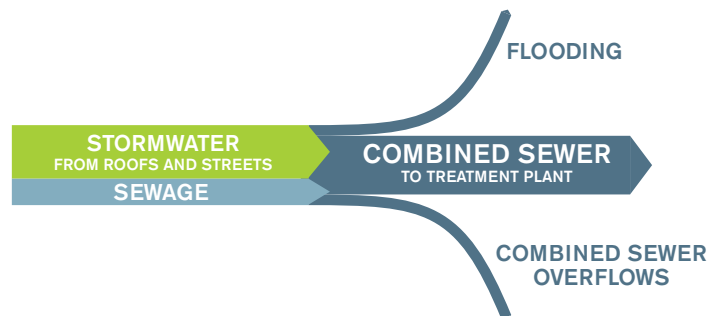 FLOODING
STORMWATER
FROM ROOFS AND STREETS
SEWAGE
COMBINED SEWER
TO TREATMENT PLANT
COMBINED SEWER
OVERFLOWS